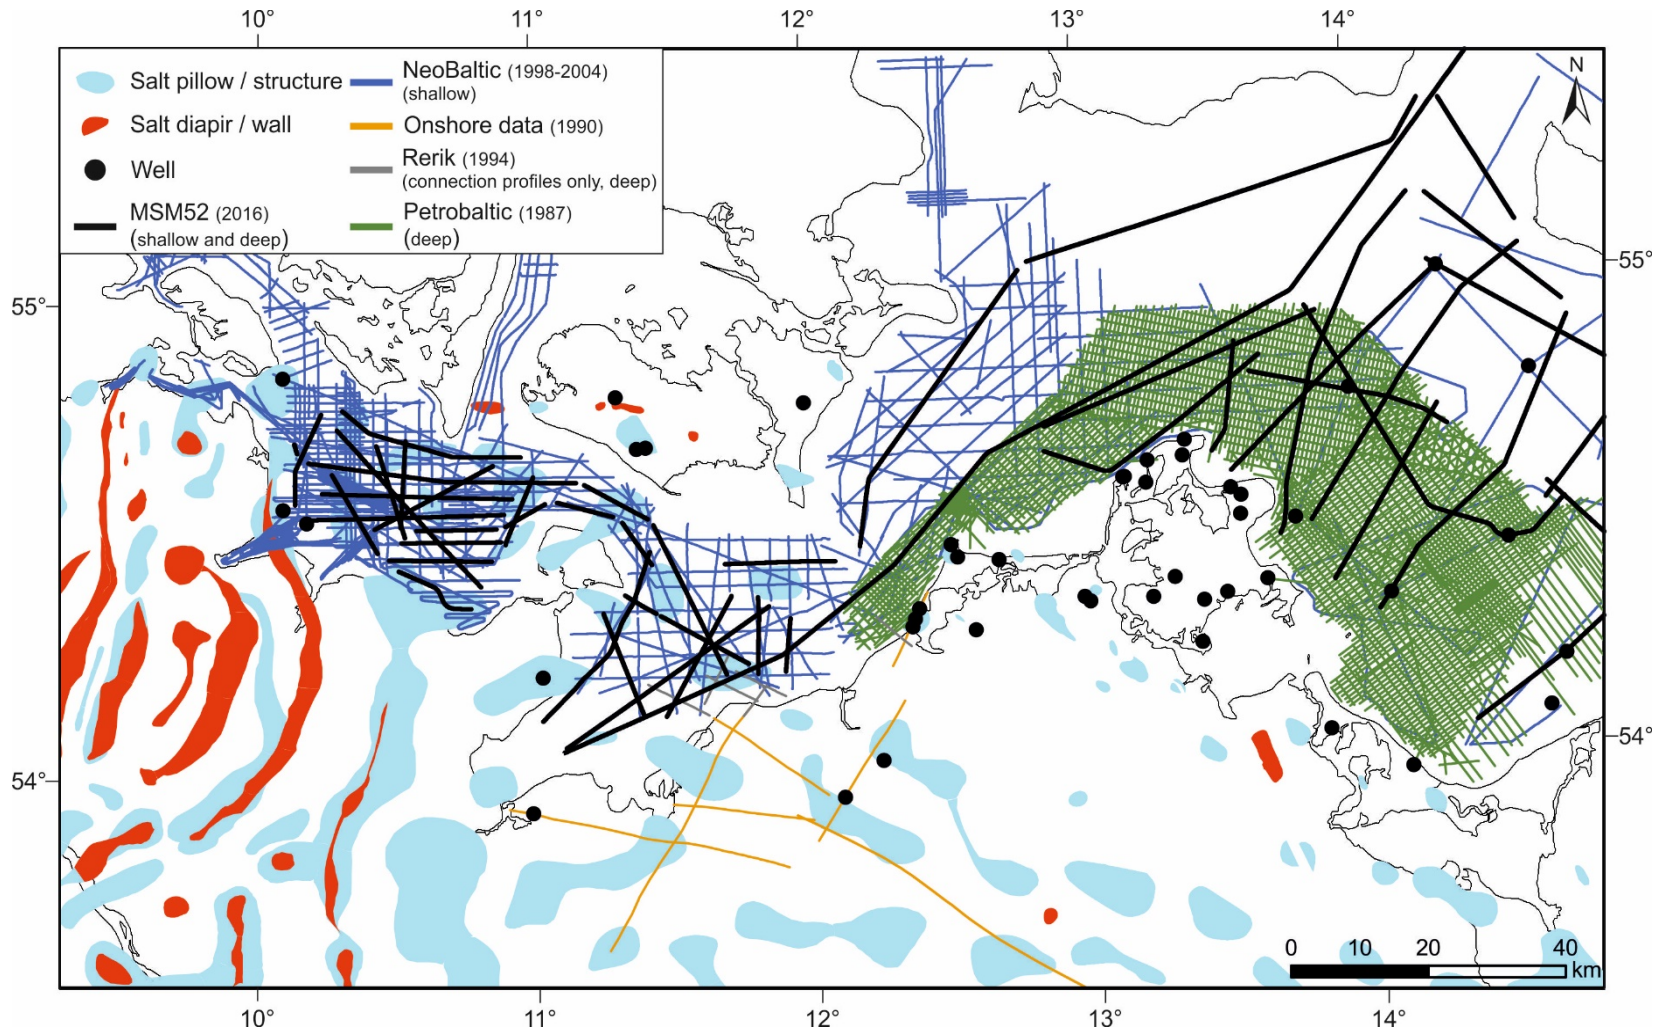 10° 11° 12° 13° 14°
Salt pillow / structure
Salt diapir / wall
Well
MSM52 (2016)
(shallow and deep)
NeoBaltic (1998-2004)
(shallow)
Onshore data (1990)
Rerik (1994)
(connection profiles only, deep)
Petrobaltic (1987)
(deep)
N
55° 55°
54° 54°
0 10 20 40
km
10° 11° 12° 13° 14°